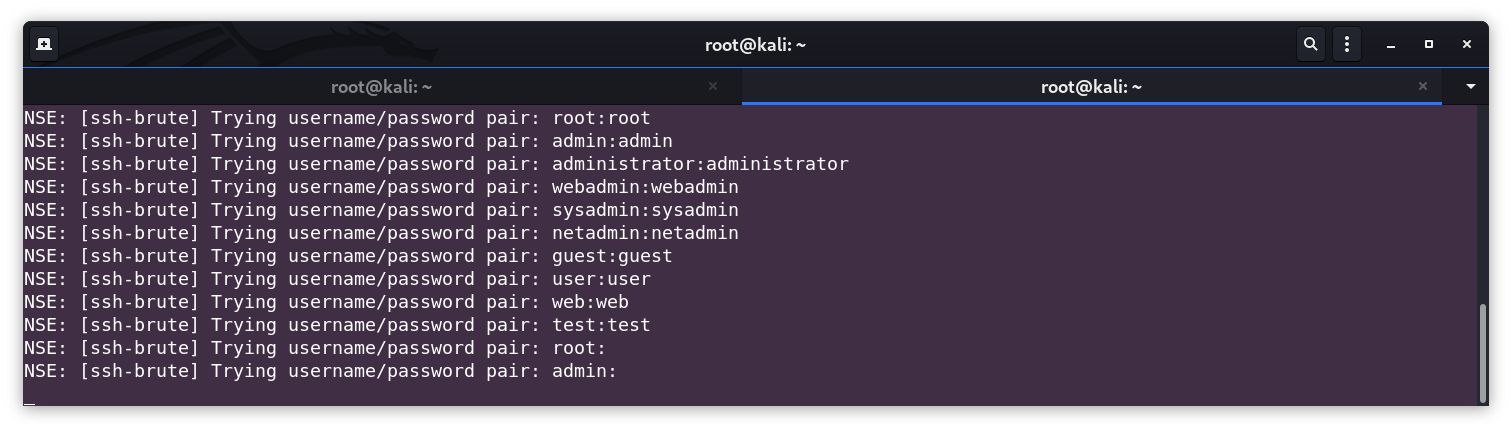 root@kali: ~
root@kali: ~
root@kali: ~
NSE: [ssh-brute] Trying username/password pair: root:root
NSE: [ssh-brute] Trying username/password pair: admin:admin
NSE: [ssh-brute] Trying username/password pair: administrator:administrator
NSE: [ssh-brute] Trying username/password pair: webadmin:webadmin
NSE: [ssh-brute] Trying username/password pair: sysadmin:sysadmin
NSE: [ssh-brute] Trying username/password pair: netadmin:netadmin
NSE: [ssh-brute] Trying username/password pair: guest:guest
NSE: [ssh-brute] Trying username/password pair: user:user
NSE: [ssh-brute] Trying username/password pair: web:web
NSE: [ssh-brute] Trying username/password pair: test:test
NSE: [ssh-brute] Trying username/password pair: root:
NSE: [ssh-brute] Trying username/password pair: admin: